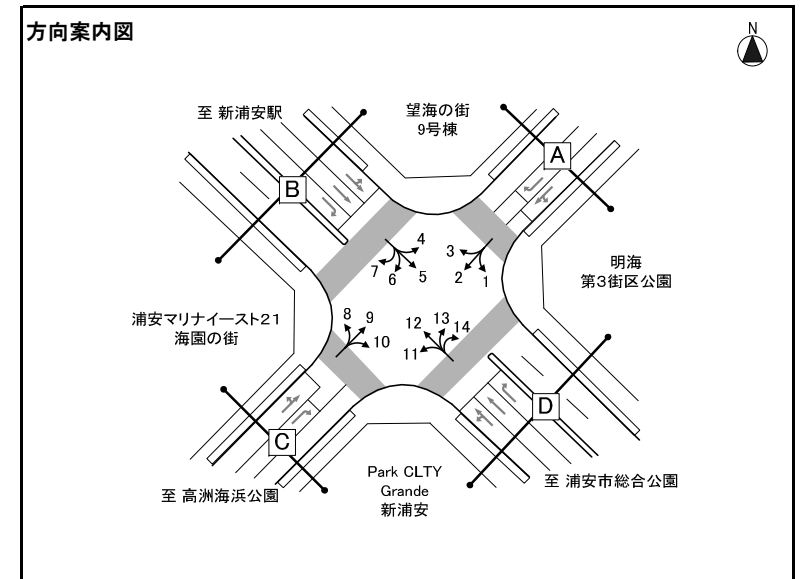 方向案内図
N
至 新浦安駅
望海の街
9号棟
A
B
4
3
7
6
5
2
1
明海
第3街区公園
浦安マリナイースト21
海園の街
8
9
10
12
13
14
11
D
C
Park CLTY
Grande
新浦安
至 高洲海浜公園
至 浦安市総合公園